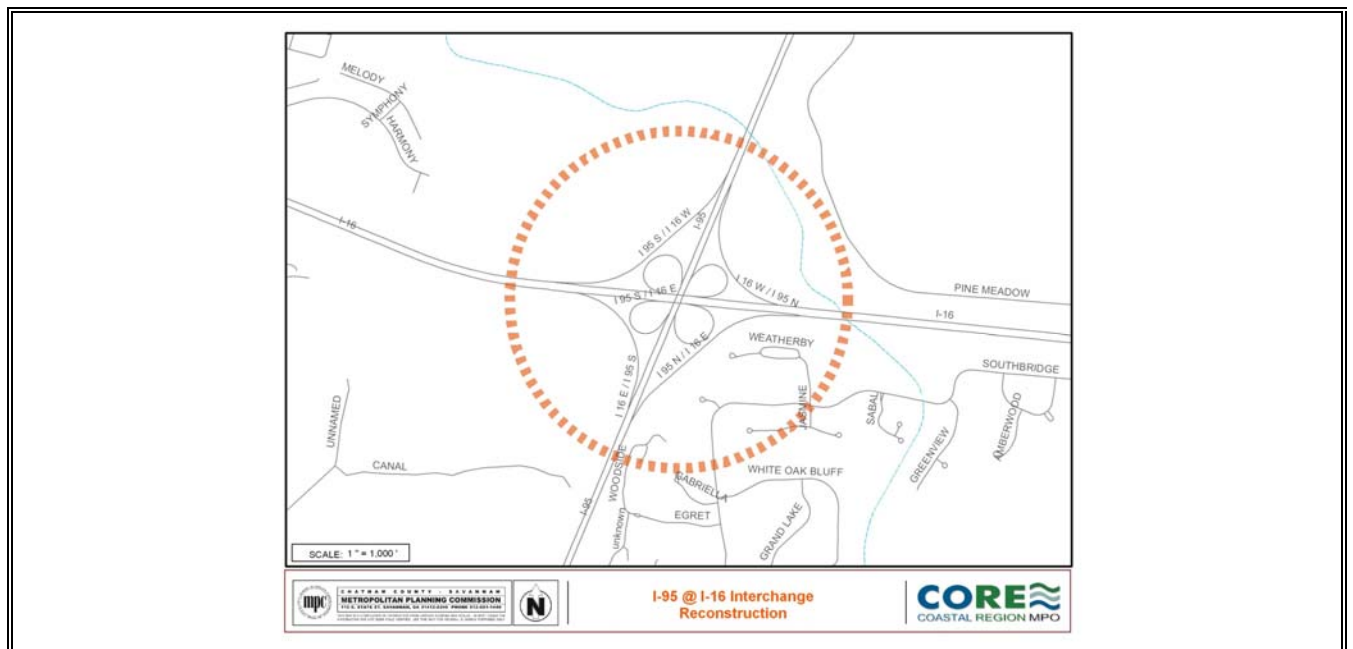 MELODY
SYMPHONY
HARMONY
I-16
I 95 S / I 16 W
I-95
I 95 S / I 16 E
I 16 W / I 95 N
PINE MEADOW
I-16
WEATHERBY
I 95 N / I 16 E
I 16 E / I 95 S
SOUTHBRIDGE
JASMINE
SABAL
AMBERWOOD
GREENVIEW
UNNAMED
CANAL
WOODSIDE
WHITE OAK BLUFF
GABRIELLA
I-95
unknown
EGRET
GRAND LAKE
SCALE: 1 " = 1,000 '
mpc
CHATHAM COUNTY - SAVANNAH
METROPOLITAN PLANNING COMMISSION
N
I-95 @ I-16 Interchange
Reconstruction
CORE
COASTAL REGION MPO